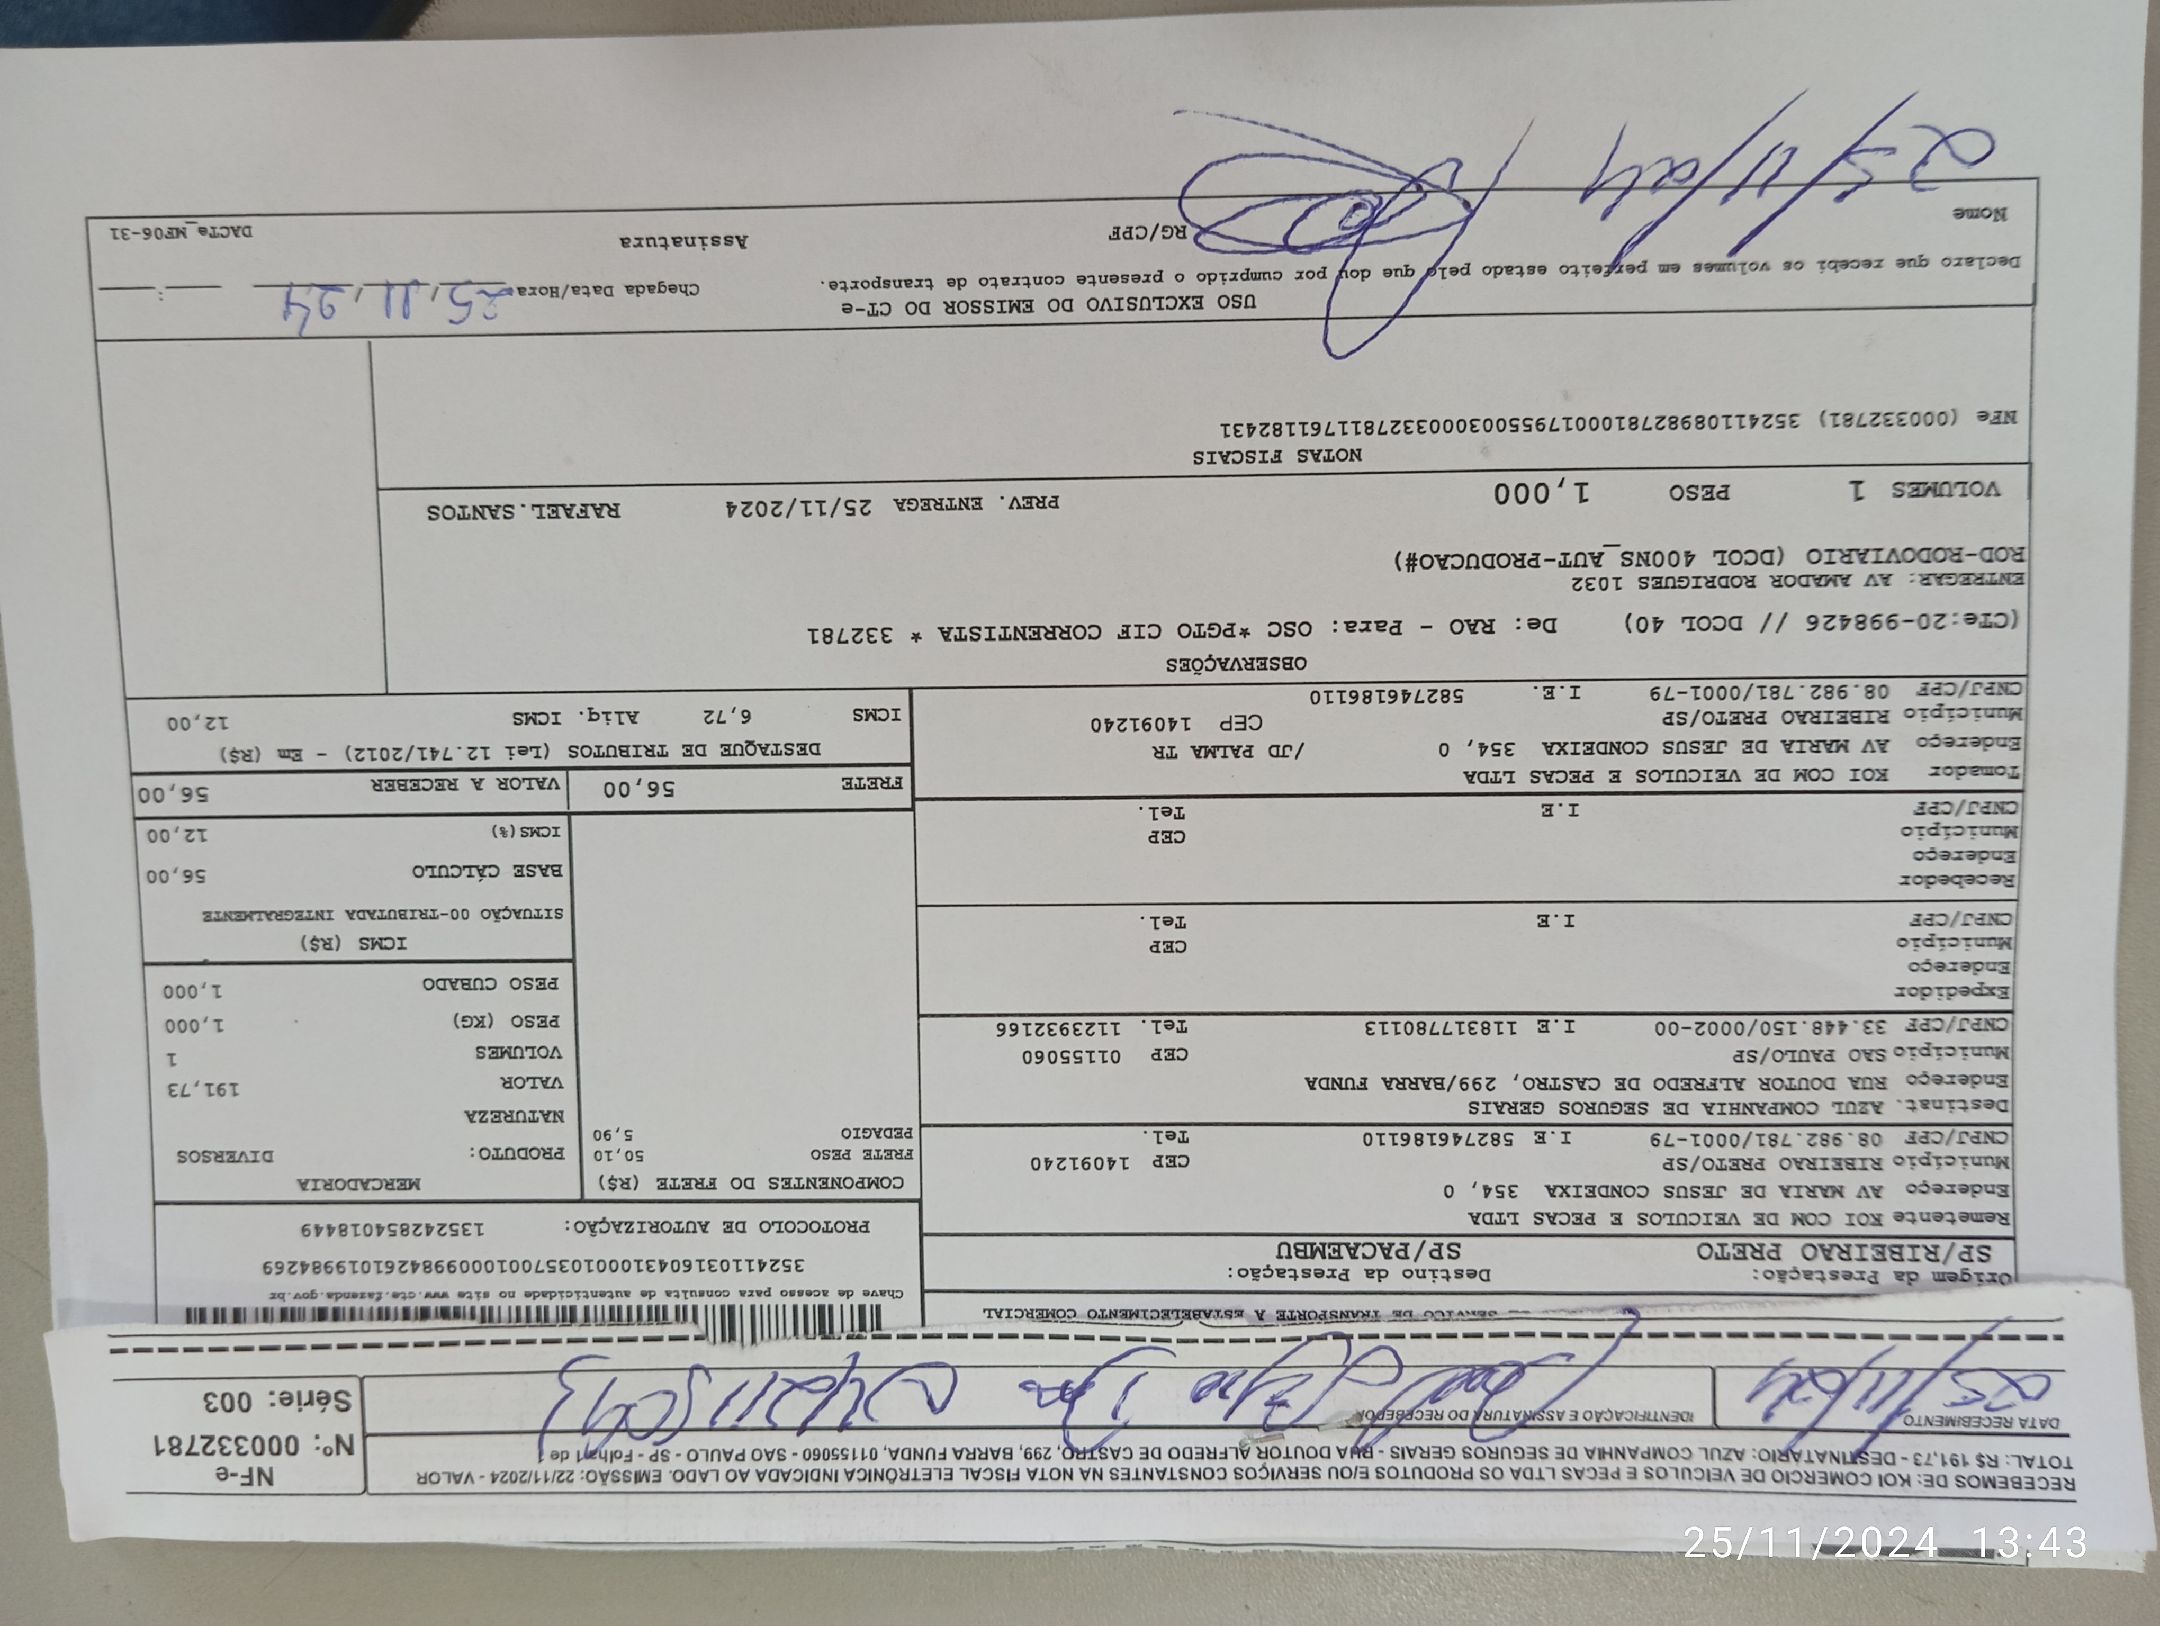 RECEBEMOS DE: KOI COMERCIO DE VEICULOS E PECAS LTDA OS PRODUTOS E/OU SERVIÇOS CONSTANTES NA NOTA FISCAL ELETRÔNICA INDICADA AO LADO. EMISSÃO: 22/11/2024 - VALOR
TOTAL: R$ 191,73 - DESTINATÁRIO: AZUL COMPANHIA DE SEGUROS GERAIS - RUA DOUTOR ALFREDO DE CASTRO, 299, BARRA FUNDA, 01155060 - SAO PAULO - SP - Folha 1 de 1
NF-e
Nº: 000332781
Série: 003
DATA RECEBIMENTO
25/11/24
IDENTIFICAÇÃO E ASSINATURA DO RECEBEDOR
SERVICO DE TRANSPORTE A ESTABELECIMENTO COMERCIAL
Origem da Prestação: Destino da Prestação:
SP/RIBEIRAO PRETO SP/PACAEMBU
Chave de acesso para consulta de autenticidade no site www.cte.fazenda.gov.br
35241103160431000103570010009984261019984269
PROTOCOLO DE AUTORIZAÇÃO: 135242854018449
Remetente KOI COM DE VEICULOS E PECAS LTDA
Endereço AV MARIA DE JESUS CONDEIXA 354, 0
Município RIBEIRAO PRETO/SP CEP 14091240
CNPJ/CPF 08.982.781/0001-79 I.E 582746186110 Tel.
Destinat. AZUL COMPANHIA DE SEGUROS GERAIS
Endereço RUA DOUTOR ALFREDO DE CASTRO, 299/BARRA FUNDA
Município SAO PAULO/SP CEP 01155060
CNPJ/CPF 33.448.150/0002-00 I.E 118317780113 Tel. 1123932166
Expedidor
Endereço
Município CEP
CNPJ/CPF I.E Tel.
Recebedor
Endereço
Município CEP
CNPJ/CPF I.E Tel.
Tomador KOI COM DE VEICULOS E PECAS LTDA
Endereço AV MARIA DE JESUS CONDEIXA 354, 0 /JD PALMA TR
Município RIBEIRAO PRETO/SP CEP 14091240
CNPJ/CPF 08.982.781/0001-79 I.E. 582746186110
COMPONENTES DO FRETE (R$)
FRETE PESO 50,10
PEDAGIO 5,90
MERCADORIA
PRODUTO: DIVERSOS
NATUREZA
VALOR 191,73
VOLUMES 1
PESO (KG) 1,000
PESO CUBADO 1,000
ICMS (R$)
SITUAÇÃO 00-TRIBUTADA INTEGRALMENTE
BASE CÁLCULO 56,00
ICMS(%) 12,00
FRETE 56,00 VALOR A RECEBER 56,00
DESTAQUE DE TRIBUTOS (Lei 12.741/2012) - Em (R$)
ICMS 6,72 Aliq. ICMS 12,00
OBSERVAÇÕES
(CTe:20-998426 // DCOL 40) De: RAO - Para: OSC *PGTO CIF CORRENTISTA * 332781
ENTREGAR: AV AMADOR RODRIGUES 1032
ROD-RODOVIARIO (DCOL 400NS_AUT-PRODUCAO#)
VOLUMES 1 PESO 1,000 PREV. ENTREGA 25/11/2024 RAFAEL.SANTOS
NOTAS FISCAIS
NFe (000332781) 35241108982781000179550030003327811761182431
USO EXCLUSIVO DO EMISSOR DO CT-e
Declaro que recebi os volumes em perfeito estado pelo que dou por cumprido o presente contrato de transporte.
Chegada Data/Hora 25/11/24 __:__
Nome RG/CPF Assinatura DACTe_MF06-31
25/11/24
25/11/2024 13:43